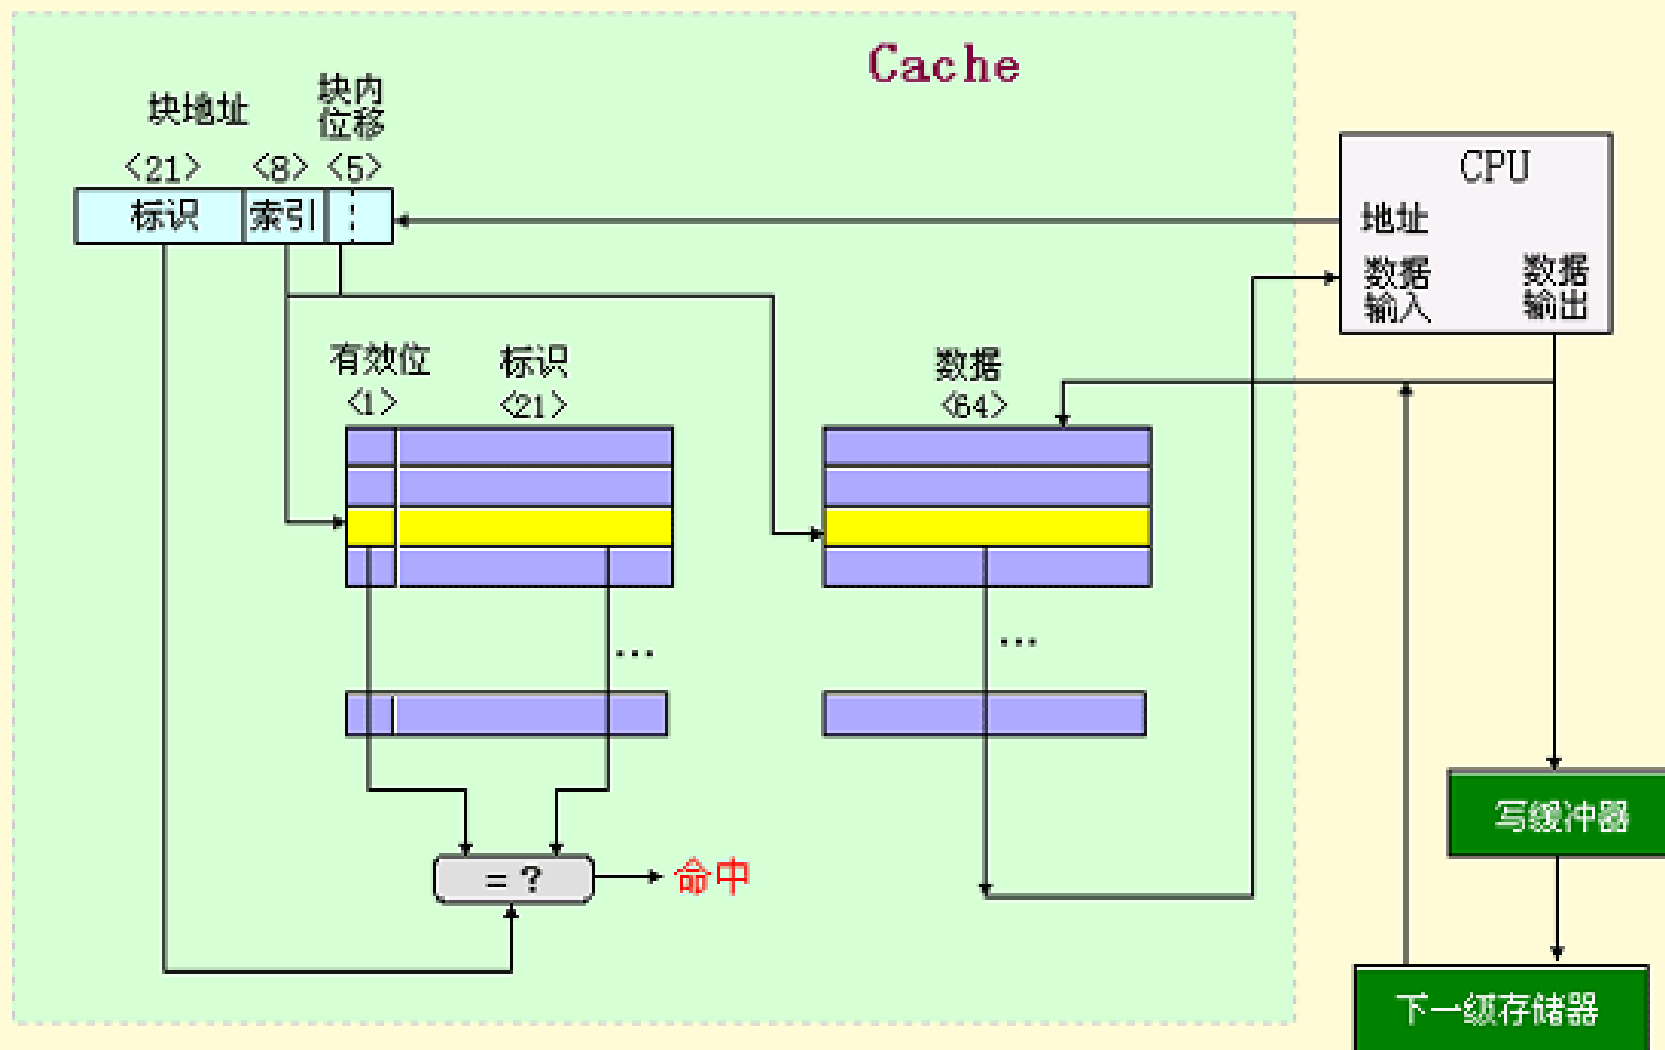 Cache
块地址
块内
位移
<21>
<8>
<5>
标识
索引
CPU
地址
数据
输入
数据
输出
有效位
<1>
标识
<21>
数据
<64>
...
...
= ?
命中
写缓冲器
下一级存储器